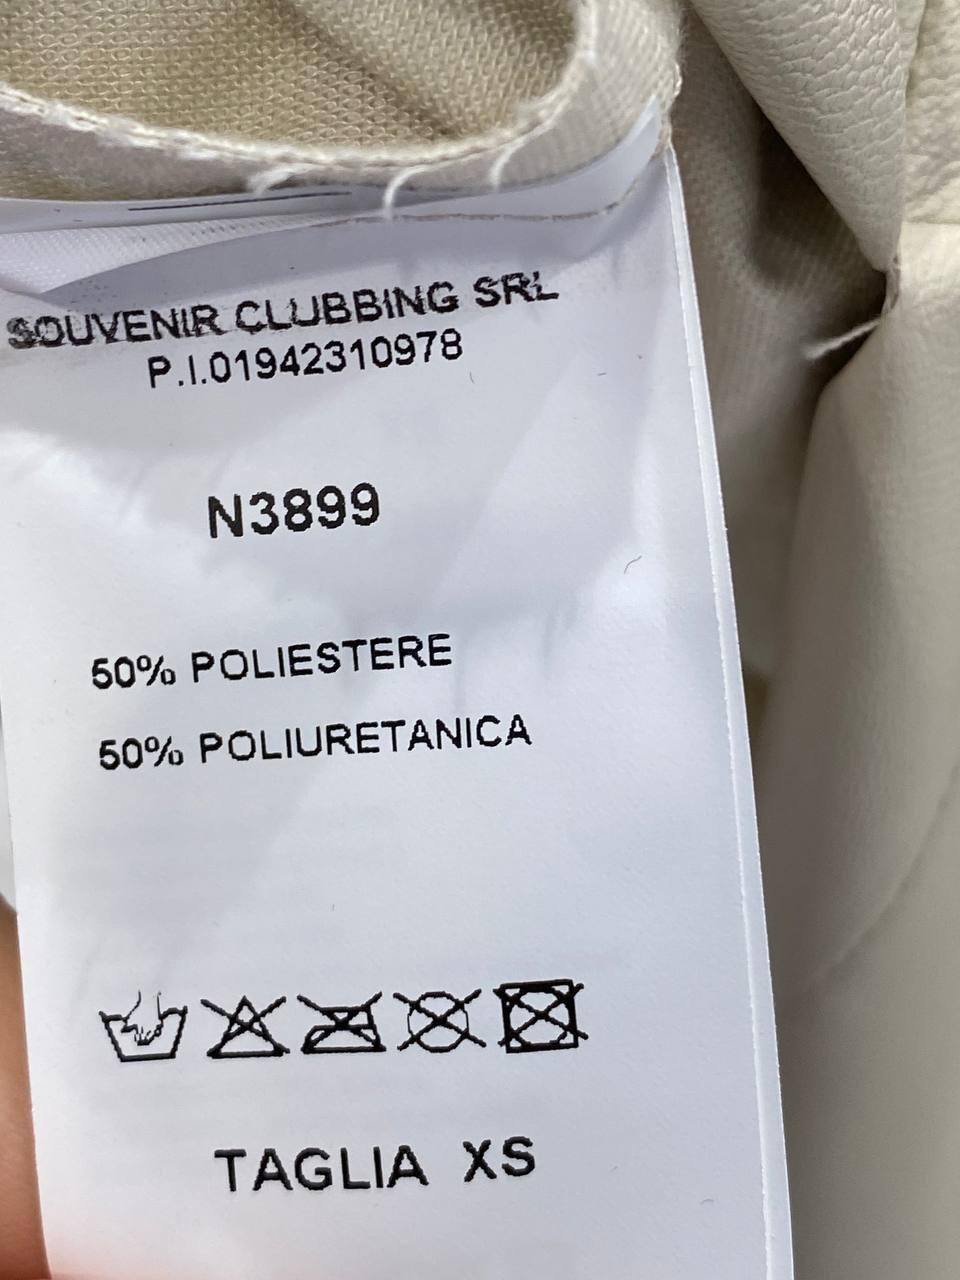 SOUVENIR CLUBBING SRL
P.I.01942310978
N3899
50% POLIESTERE
50% POLIURETANICA
TAGLIA XS